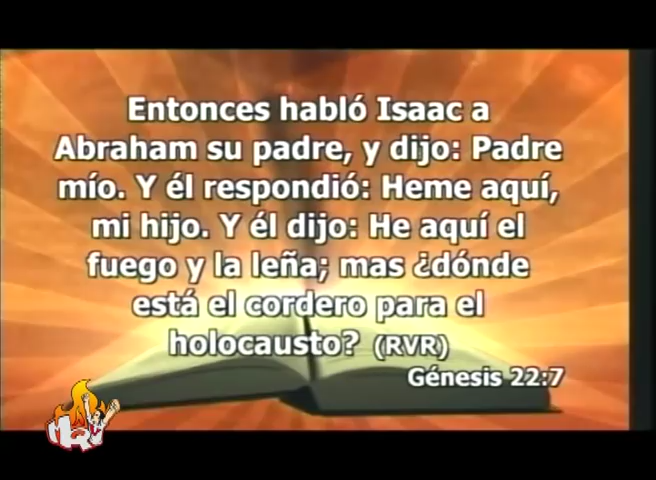 Entonces habló Isaac a
Abraham su padre, y dijo: Padre
mío. Y él respondió: Heme aquí,
mi hijo. Y él dijo: He aquí el
fuego y la leña; mas ¿dónde
está el cordero para el
holocausto? (RVR)
Génesis 22:7